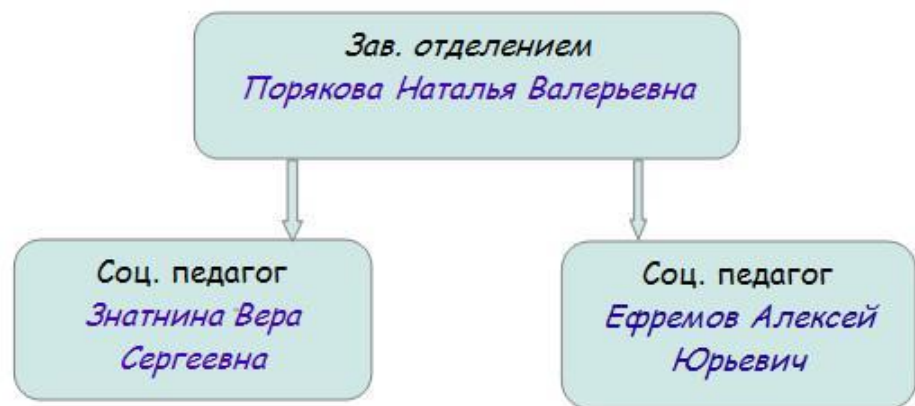 Зав. отделением
Порякова Наталья Валерьевна
Соц. педагог
Знатнина Вера
Сергеевна
Соц. педагог
Ефремов Алексей
Юрьевич